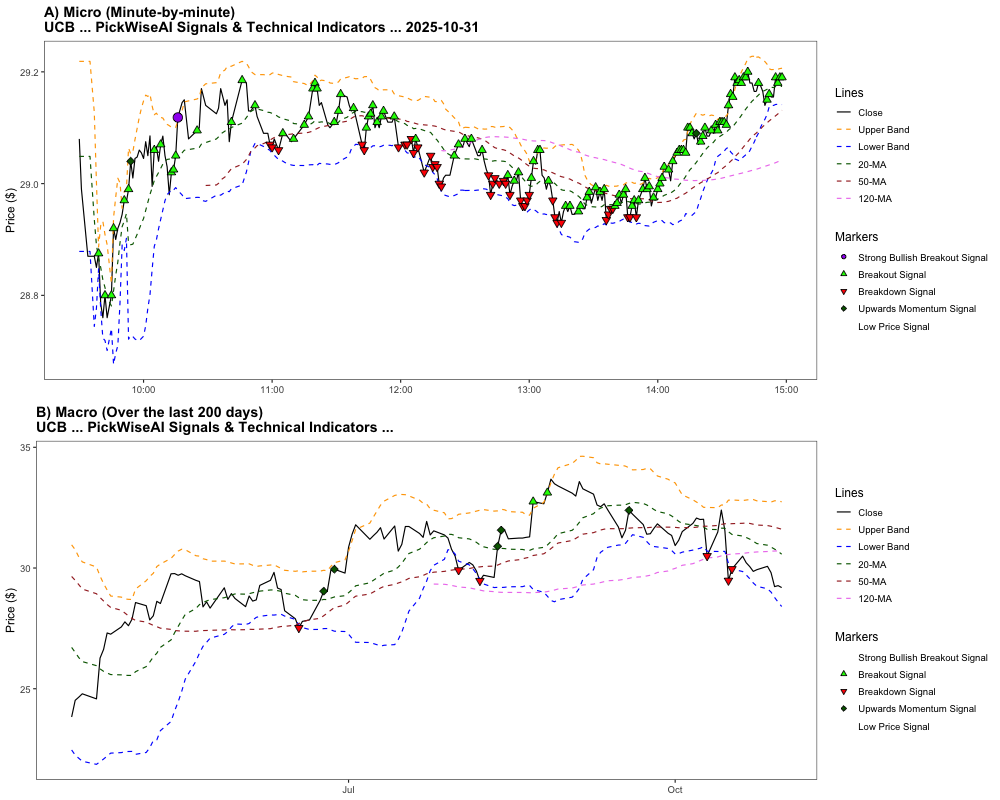 A) Micro (Minute-by-minute)
UCB ... PickWiseAI Signals & Technical Indicators ... 2025-10-31
Price ($)
29.2
29.0
28.8
10:00
11:00
12:00
13:00
14:00
15:00
Lines
Close
Upper Band
Lower Band
20-MA
50-MA
120-MA
Markers
Strong Bullish Breakout Signal
Breakout Signal
Breakdown Signal
Upwards Momentum Signal
Low Price Signal
B) Macro (Over the last 200 days)
UCB ... PickWiseAI Signals & Technical Indicators ...
Price ($)
35
30
25
Jul
Oct
Lines
Close
Upper Band
Lower Band
20-MA
50-MA
120-MA
Markers
Strong Bullish Breakout Signal
Breakout Signal
Breakdown Signal
Upwards Momentum Signal
Low Price Signal